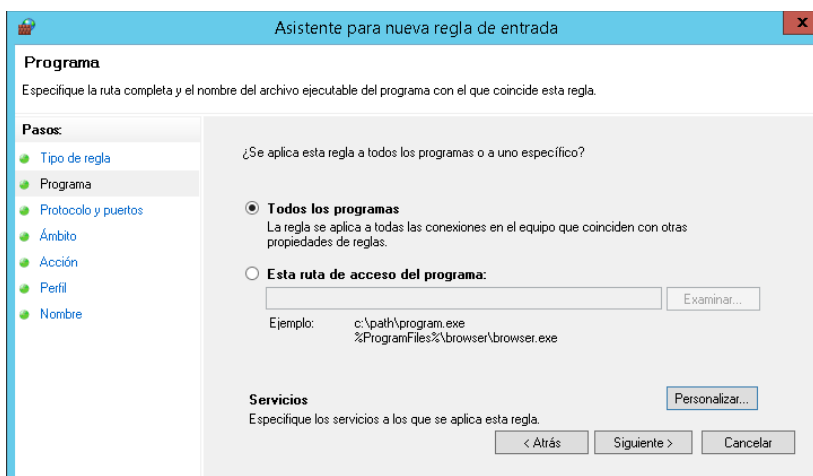 Asistente para nueva regla de entrada
x
Programa
Especifique la ruta completa y el nombre del archivo ejecutable del programa con el que coincide esta regla.
Pasos:
Tipo de regla
Programa
Protocolo y puertos
Ámbito
Acción
Perfil
Nombre
¿Se aplica esta regla a todos los programas o a uno específico?
Todos los programas
La regla se aplica a todas las conexiones en el equipo que coinciden con otras
propiedades de reglas.
Esta ruta de acceso del programa:
Examinar...
Ejemplo: c:\path\program.exe
%ProgramFiles%\browser\browser.exe
Servicios
Personalizar...
Especifique los servicios a los que se aplica esta regla.
< Atrás Siguiente > Cancelar